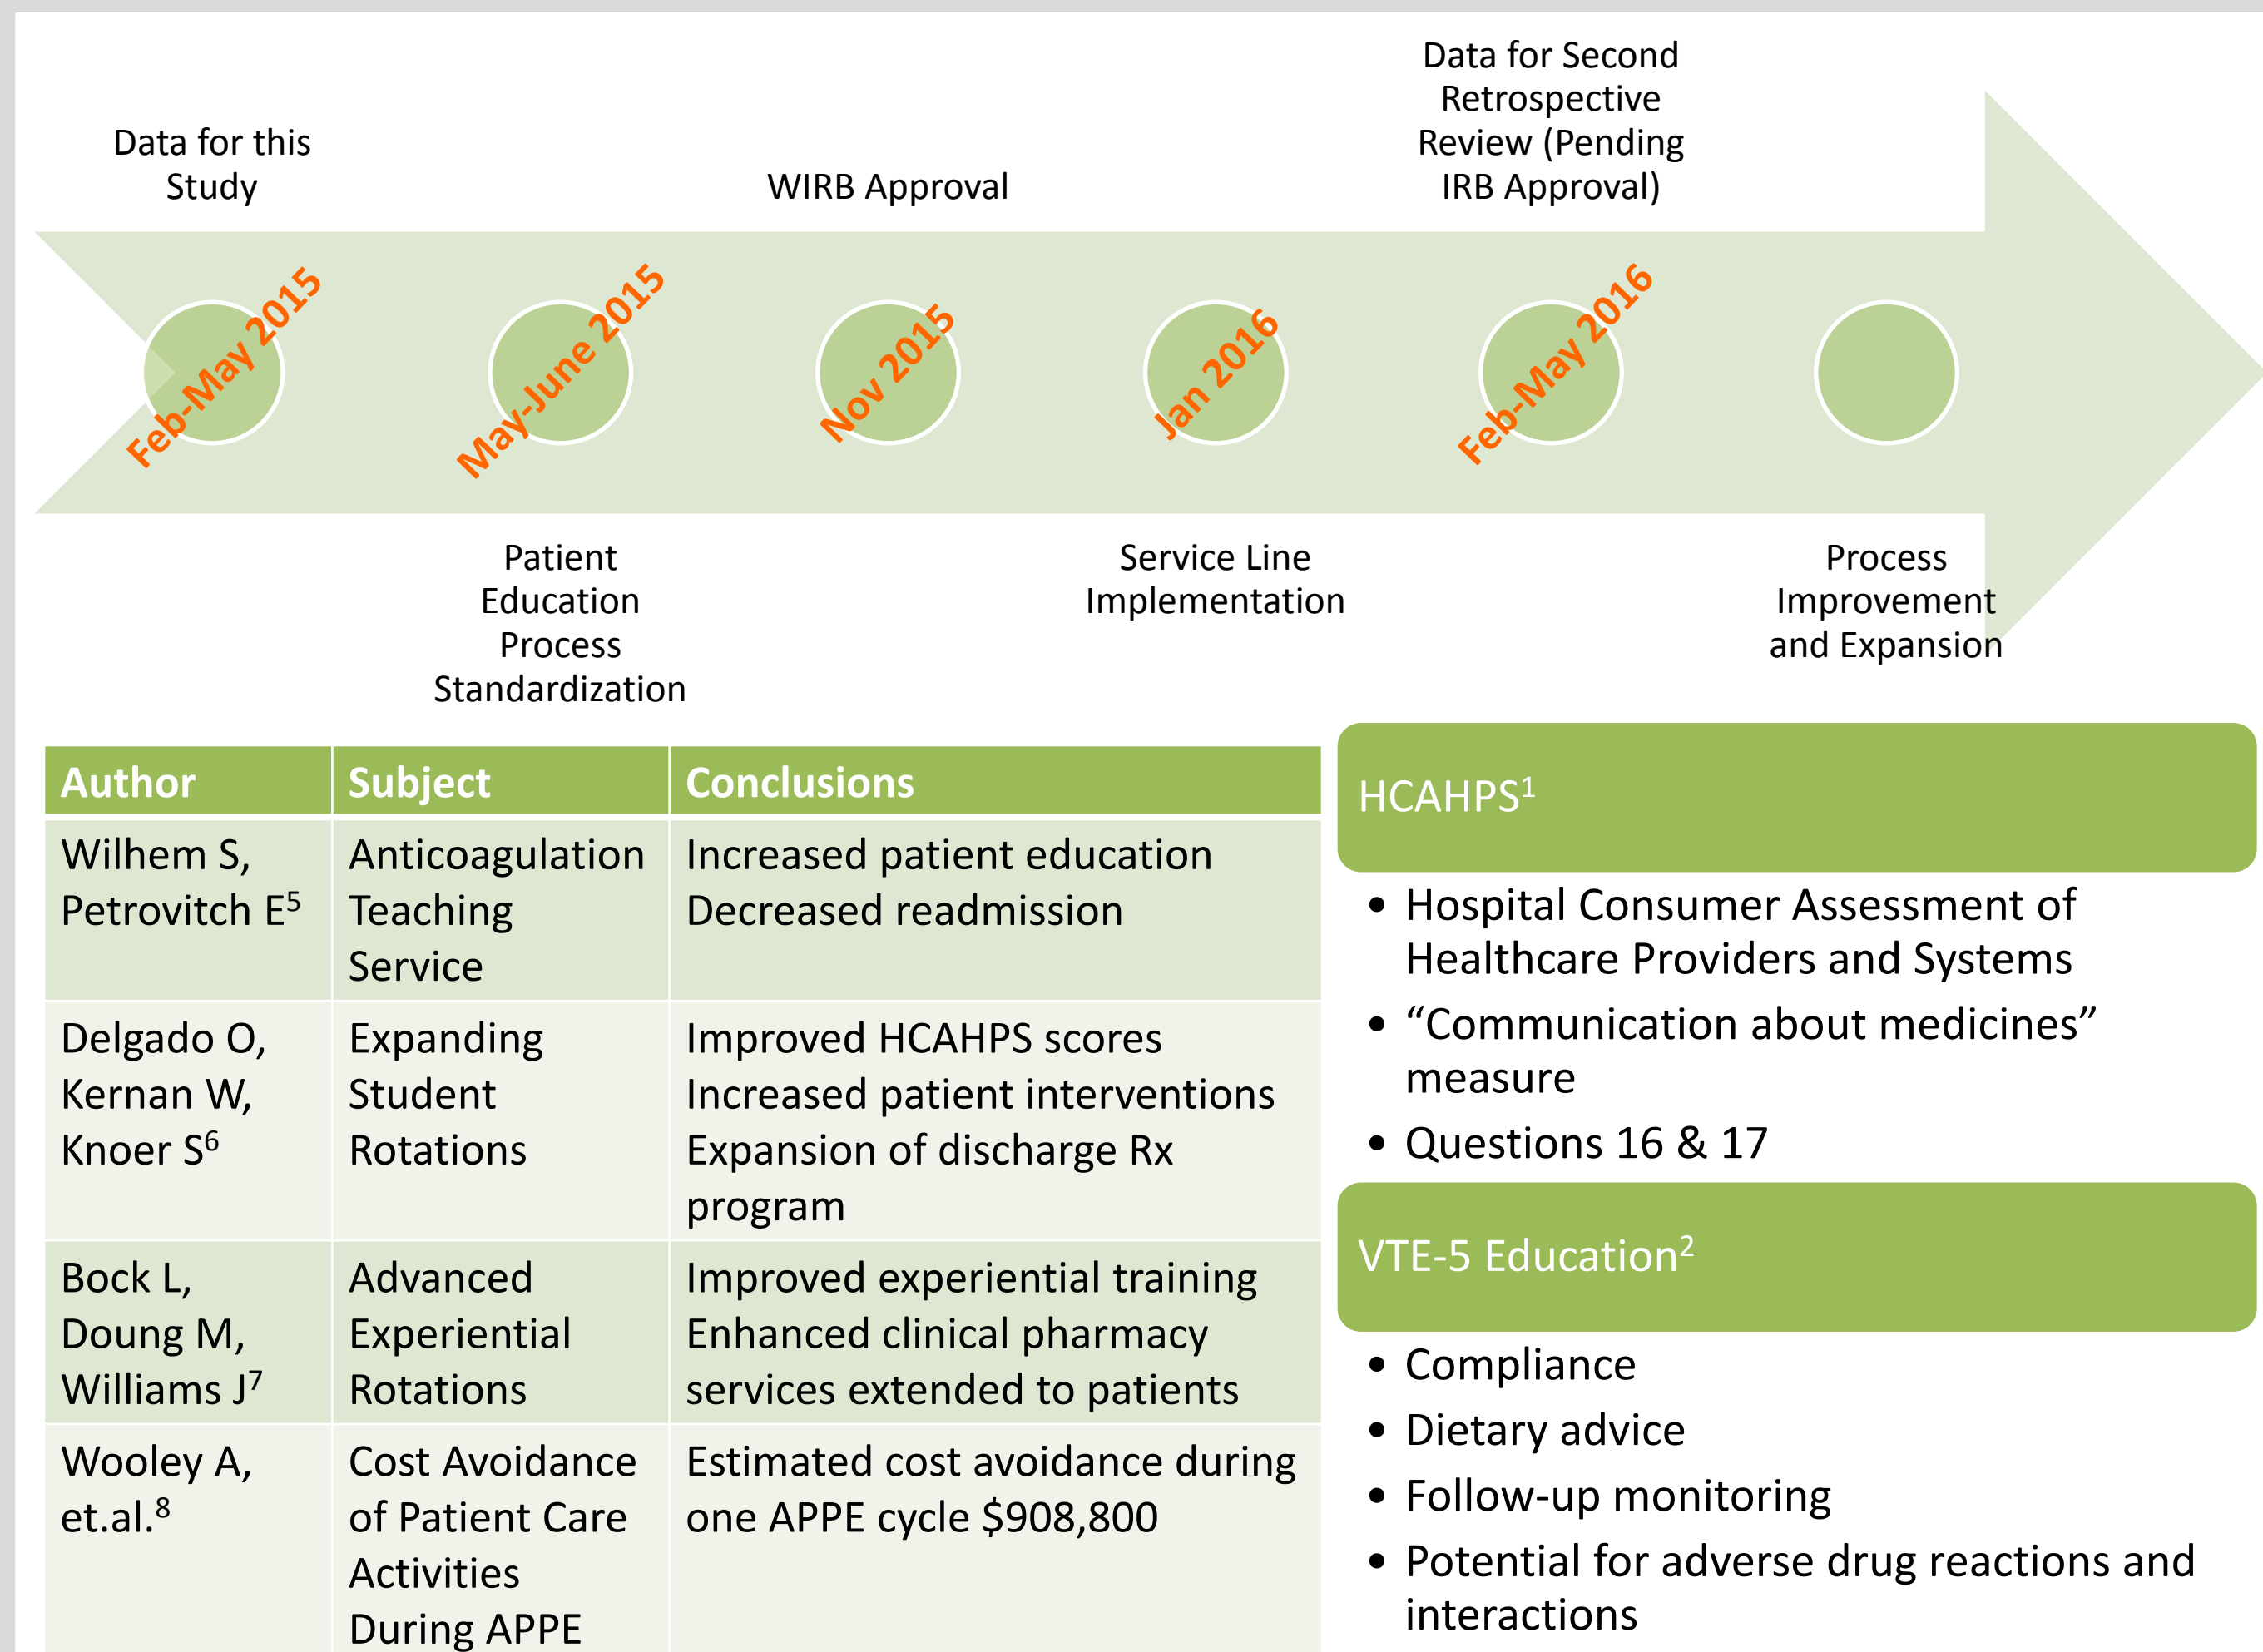 Data for this
Study
WIRB Approval
Data for Second
Retrospective
Review (Pending
IRB Approval)
Feb-May 2015
May-June 2015
Nov 2015
Jan 2016
Feb-May 2016
Patient
Education
Process
Standardization
Service Line
Implementation
Process
Improvement
and Expansion
Author
Subject
Conclusions
Wilhem S,
Petrovitch E⁵
Anticoagulation
Teaching
Service
Increased patient education
Decreased readmission
Delgado O,
Kernan W,
Knoer S⁶
Expanding
Student
Rotations
Improved HCAHPS scores
Increased patient interventions
Expansion of discharge Rx
program
Bock L,
Doung M,
Williams J⁷
Advanced
Experiential
Rotations
Improved experiential training
Enhanced clinical pharmacy
services extended to patients
Wooley A,
et.al.⁸
Cost Avoidance
of Patient Care
Activities
During APPE
Estimated cost avoidance during
one APPE cycle $908,800
HCAHPS¹
• Hospital Consumer Assessment of
Healthcare Providers and Systems
• “Communication about medicines”
measure
• Questions 16 & 17
VTE-5 Education²
• Compliance
• Dietary advice
• Follow-up monitoring
• Potential for adverse drug reactions and
interactions